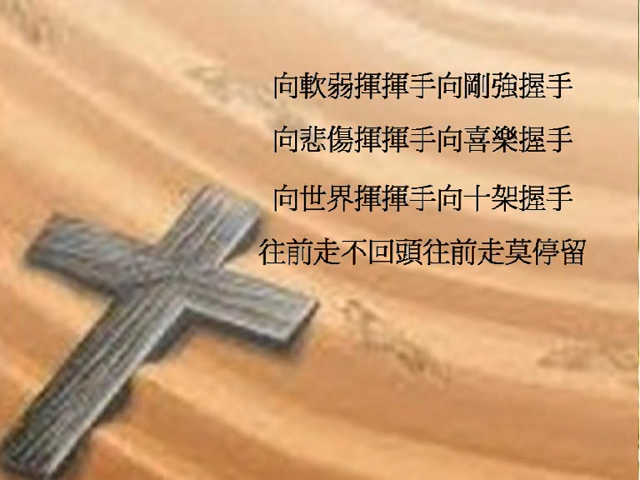 向軟弱揮揮手向剛強握手
向悲傷揮揮手向喜樂握手
向世界揮揮手向十架握手
往前走不回頭往前走莫停留